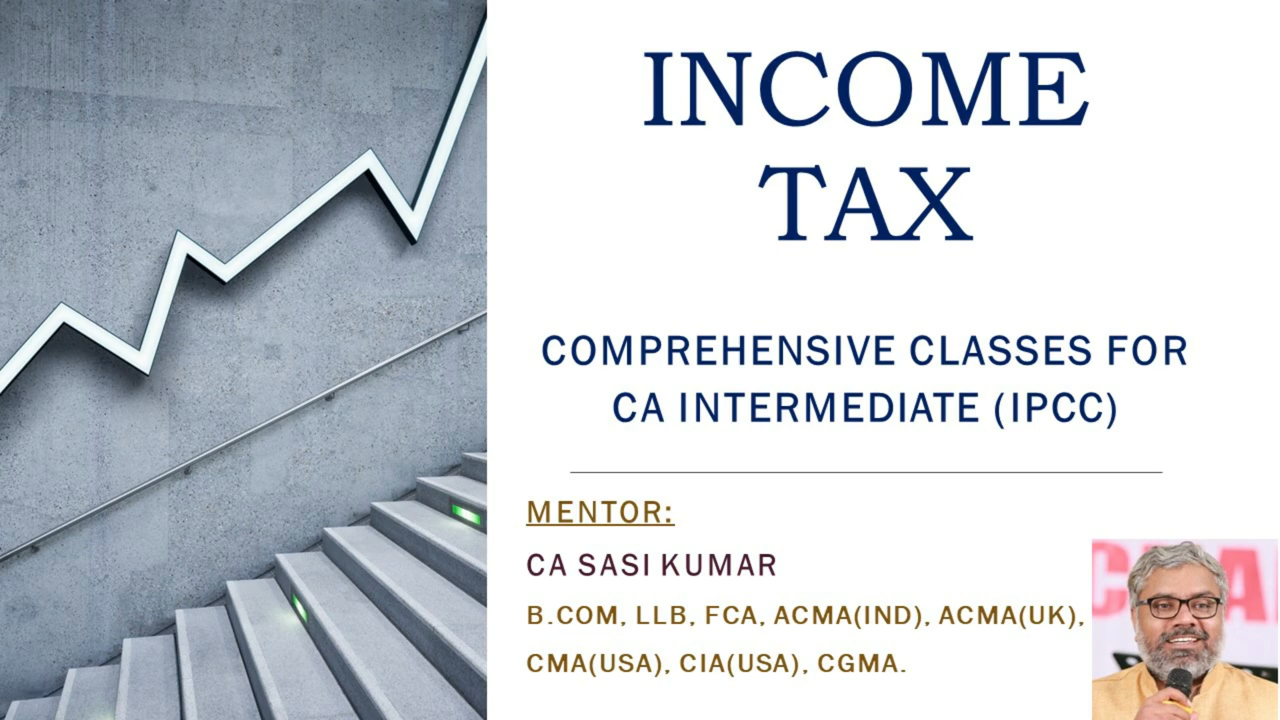 INCOME
TAX
COMPREHENSIVE CLASSES FOR
CA INTERMEDIATE (IPCC)
MENTOR:
CA SASI KUMAR
B.COM, LLB, FCA, ACMA(IND), ACMA(UK),
CMA(USA), CIA(USA), CGMA.